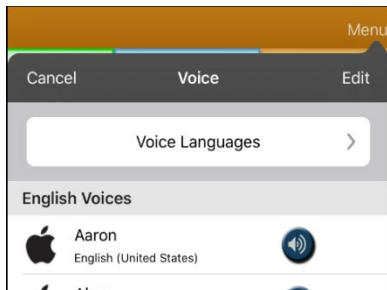 Menu
Cancel Voice Edit
Voice Languages
English Voices
Aaron
English (United States)